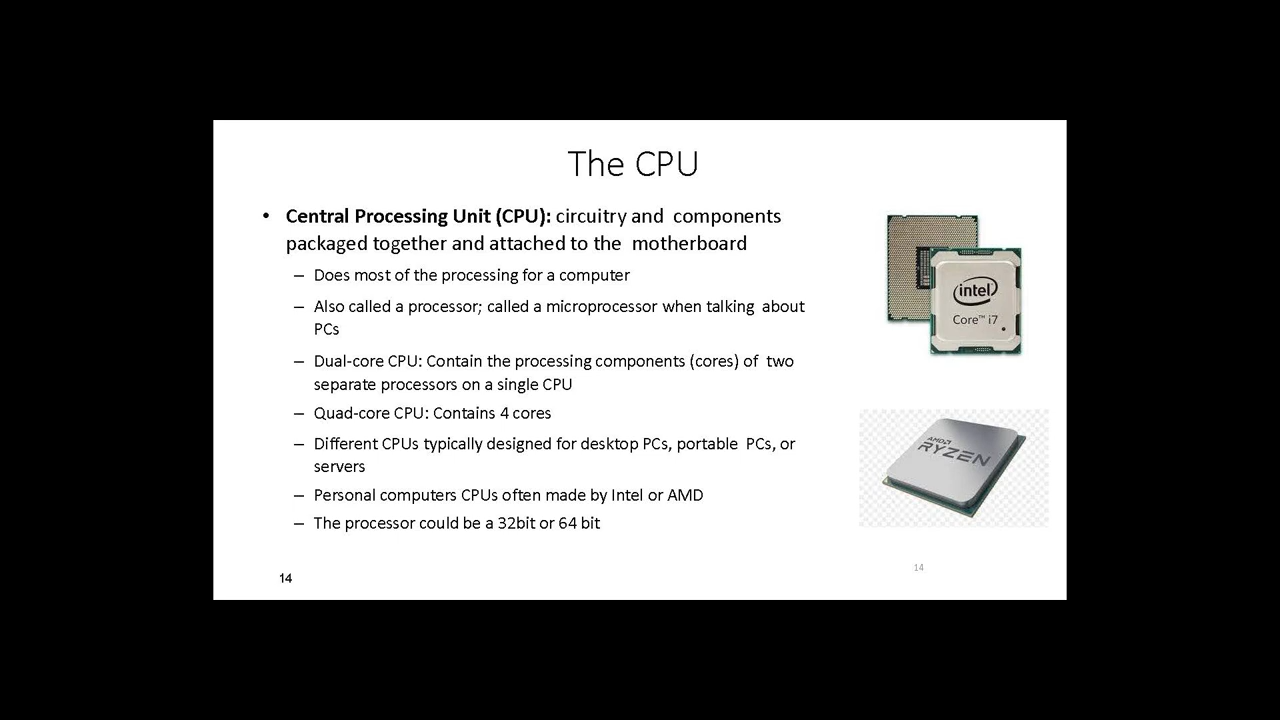 The CPU
• Central Processing Unit (CPU): circuitry and components
packaged together and attached to the motherboard
– Does most of the processing for a computer
– Also called a processor; called a microprocessor when talking about
PCs
– Dual-core CPU: Contain the processing components (cores) of two
separate processors on a single CPU
– Quad-core CPU: Contains 4 cores
– Different CPUs typically designed for desktop PCs, portable PCs, or
servers
– Personal computers CPUs often made by Intel or AMD
– The processor could be a 32bit or 64 bit
intel
Core™ i7
AMD
RYZEN
14
14